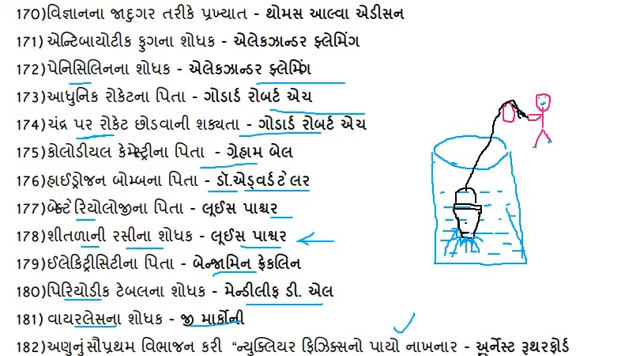 170)વિજ્ઞાનના જાદુગર તરીકે પ્રખ્યાત - થોમસ આલ્વા એડીસન
171) એન્ટિબાયોટીક ફુગના શોધક - એલેકઝાન્ડર ફ્લેમિંગ
172) પેનિસિલિનના શોધક - એલેકઝાન્ડર ફ્લેમિંગ
173) આધુનિક રોકેટના પિતા - ગોડાર્ડ રોબર્ટ એચ
174) ચંદ્ર પર રોકેટ છોડવાની શક્યતા - ગોડાર્ડ રોબર્ટ એચ
175) કોલોડીયલ કેમેસ્ટ્રીના પિતા - ગ્રેહામ બેલ
176) હાઈડ્રોજન બોમ્બના પિતા - ડૉ.એડ્વર્ડ ટેલર
177) બેક્ટેરિયોલોજીના પિતા - લૂઈસ પાશ્ચર
178) શીતળાની રસીના શોધક - લૂઈસ પાશ્ચર
179) ઈલેકટ્રિસિટીના પિતા - બેન્જામિન ફ્રેકલિન
180) પિરિયોડીક ટેબલના શોધક - મેન્ડીલીફ ડી. એલ
181) વાયરલેસના શોધક - જી માર્કોની
182) અણુનું સૌપ્રથમ વિભાજન કરી “ન્યુક્લિયર ફિઝિક્સનો પાયો નાખનાર - અર્નેસ્ટ રૂથરફોર્ડ